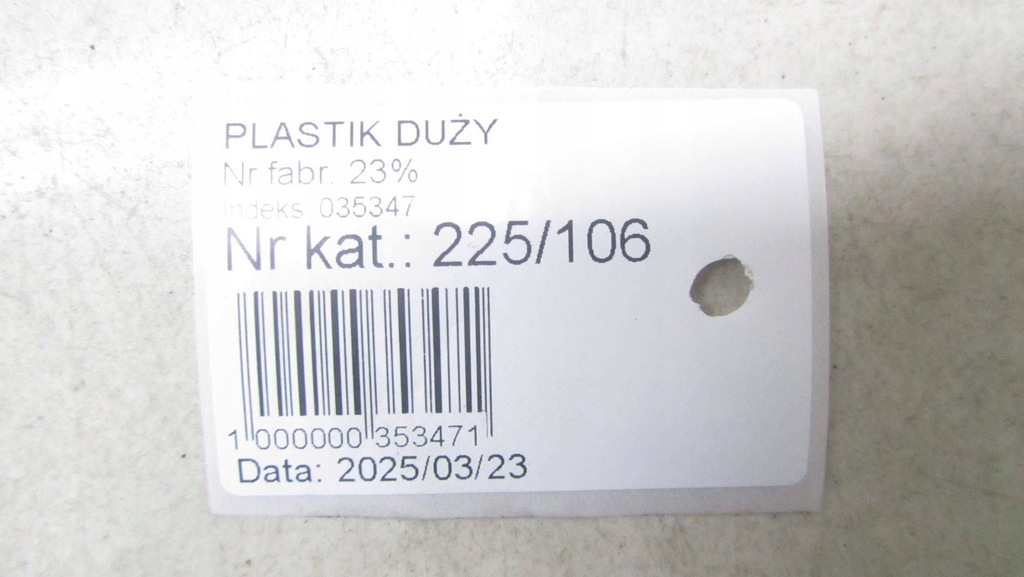 PLASTIK DUŻY
Nr fabr. 23%
Indeks: 035347
Nr kat.: 225/106
1 000000 353471
Data: 2025/03/23